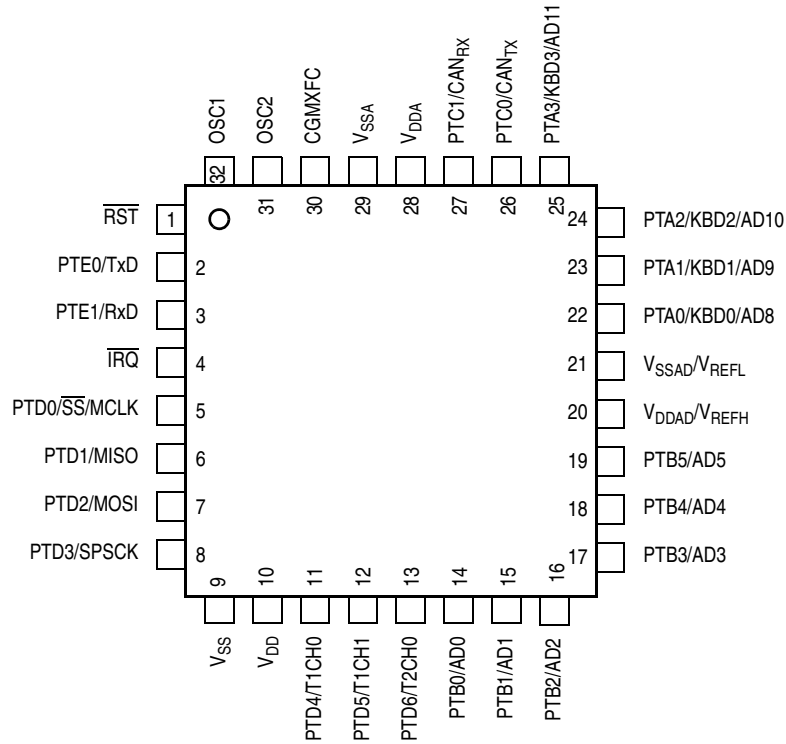 OSC1
OSC2
CGMXFC
VSSA
VDDA
PTC1/CANRX
PTC0/CANTX
PTA3/KBD3/AD11
32
31
30
29
28
27
26
25
RST 1
PTE0/TxD 2
PTE1/RxD 3
IRQ 4
PTD0/SS/MCLK 5
PTD1/MISO 6
PTD2/MOSI 7
PTD3/SPSCK 8
24 PTA2/KBD2/AD10
23 PTA1/KBD1/AD9
22 PTA0/KBD0/AD8
21 VSSAD/VREFL
20 VDDAD/VREFH
19 PTB5/AD5
18 PTB4/AD4
17 PTB3/AD3
9
10
11
12
13
14
15
16
VSS
VDD
PTD4/T1CH0
PTD5/T1CH1
PTD6/T2CH0
PTB0/AD0
PTB1/AD1
PTB2/AD2